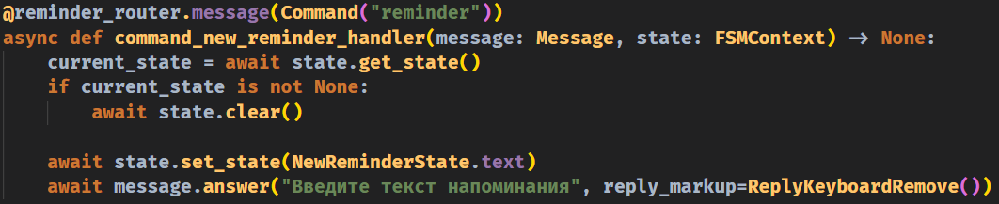 @reminder_router.message(Command("reminder"))
async def command_new_reminder_handler(message: Message, state: FSMContext) -> None:
    current_state = await state.get_state()
    if current_state is not None:
        await state.clear()

    await state.set_state(NewReminderState.text)
    await message.answer("Введите текст напоминания", reply_markup=ReplyKeyboardRemove())